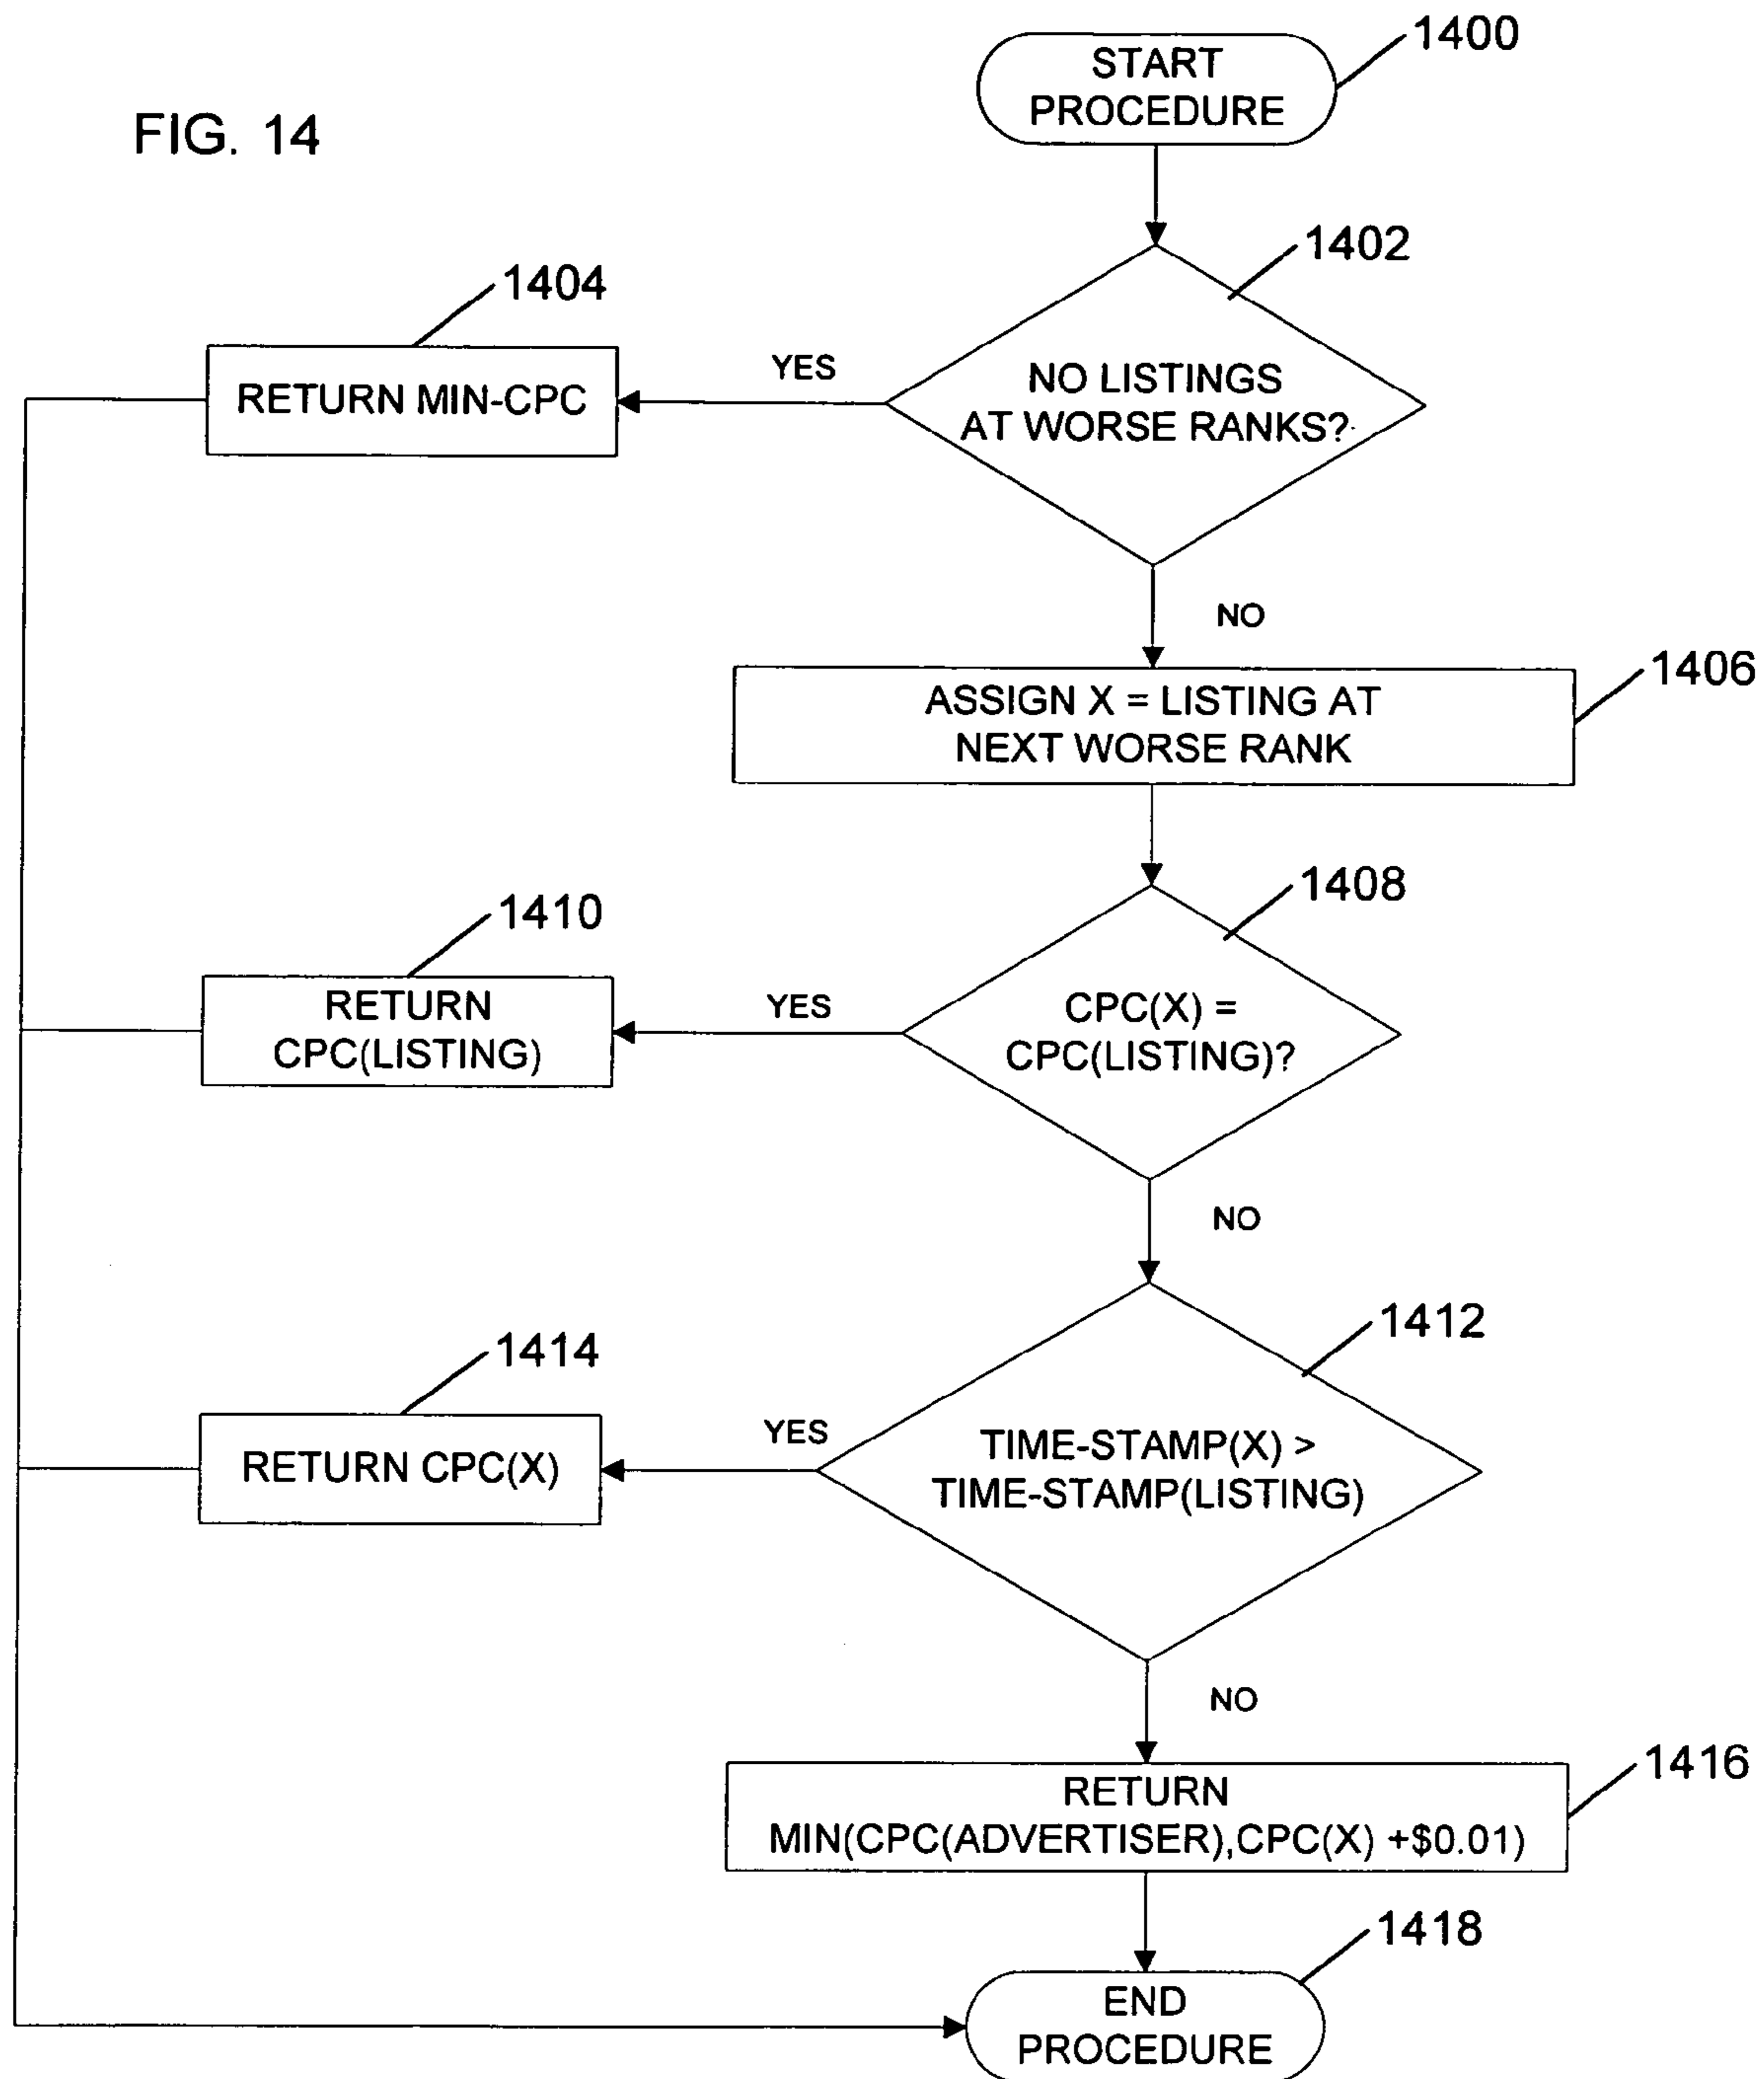 1400
START
PROCEDURE
FIG. 14
1402
1404
NO LISTINGS
AT WORSE RANKS?
YES
RETURN MIN-CPC
NO
1406
ASSIGN X = LISTING AT
NEXT WORSE RANK
1408
1410
CPC(X) =
CPC(LISTING)?
YES
RETURN
CPC(LISTING)
NO
1412
1414
TIME-STAMP(X) >
TIME-STAMP(LISTING)
YES
RETURN CPC(X)
NO
1416
RETURN
MIN(CPC(ADVERTISER),CPC(X) +$0.01)
1418
END
PROCEDURE